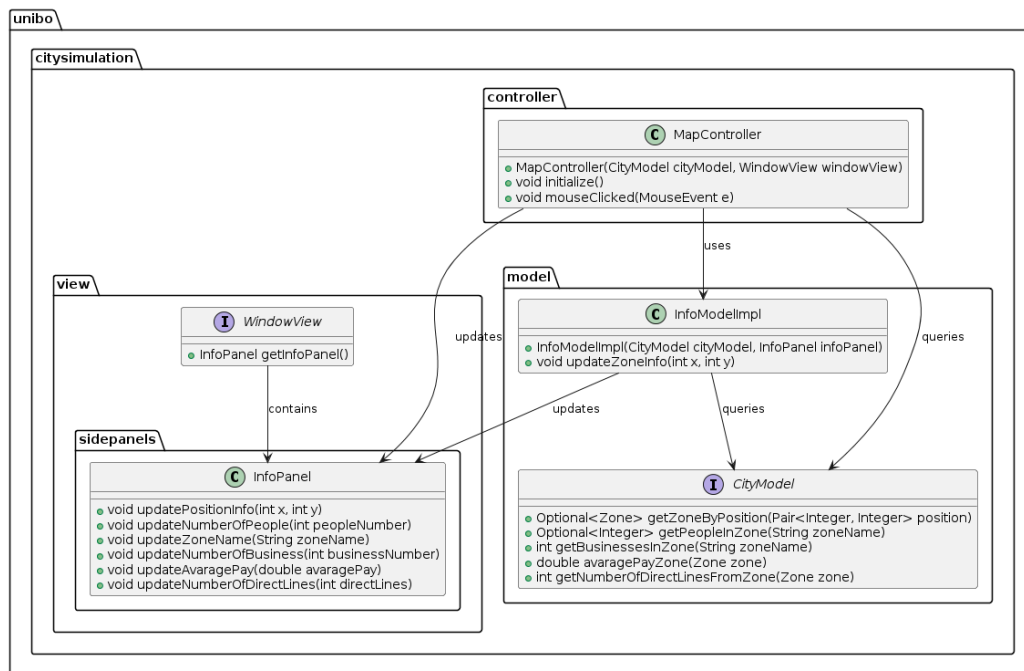 unibo
citysimulation
controller
C MapController
MapController(CityModel cityModel, WindowView windowView)
void initialize()
void mouseClicked(MouseEvent e)
uses
view
model
I WindowView
InfoPanel getInfoPanel()
C InfoModelImpl
InfoModelImpl(CityModel cityModel, InfoPanel infoPanel)
void updateZoneInfo(int x, int y)
updates
queries
contains
updates
queries
sidepanels
C InfoPanel
void updatePositionInfo(int x, int y)
void updateNumberOfPeople(int peopleNumber)
void updateZoneName(String zoneName)
void updateNumberOfBusiness(int businessNumber)
void updateAvaragePay(double avaragePay)
void updateNumberOfDirectLines(int directLines)
I CityModel
Optional<Zone> getZoneByPosition(Pair<Integer, Integer> position)
Optional<Integer> getPeopleInZone(String zoneName)
int getBusinessesInZone(String zoneName)
double avaragePayZone(Zone zone)
int getNumberOfDirectLinesFromZone(Zone zone)